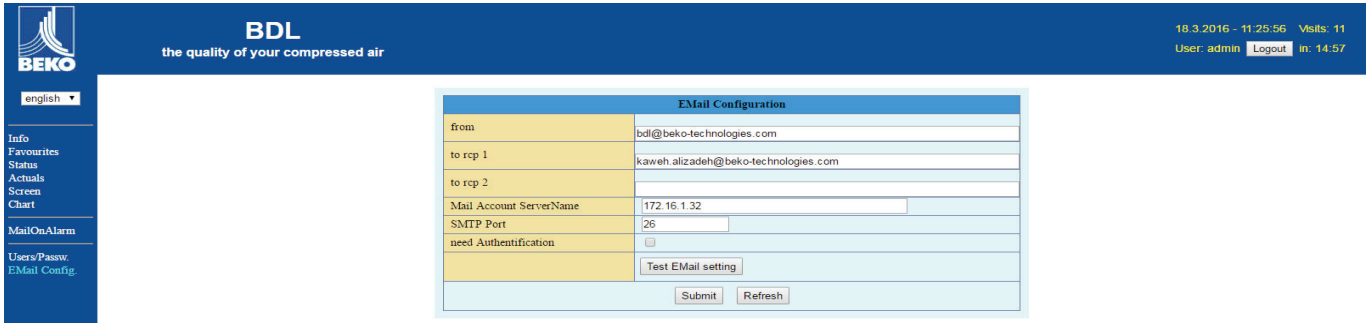 BEKO
BDL
the quality of your compressed air
18.3.2016 - 11:25:56 Visits: 11
User: admin Logout in: 14:57
english
Info
Favourites
Status
Actuals
Screen
Chart
MailOnAlarm
Users/Passw.
EMail Config.
EMail Configuration
from bdl@beko-technologies.com
to rcp 1 kaweh.alizadeh@beko-technologies.com
to rcp 2
Mail Account ServerName 172.16.1.32
SMTP Port 26
need Authentification
Test EMail setting
Submit Refresh